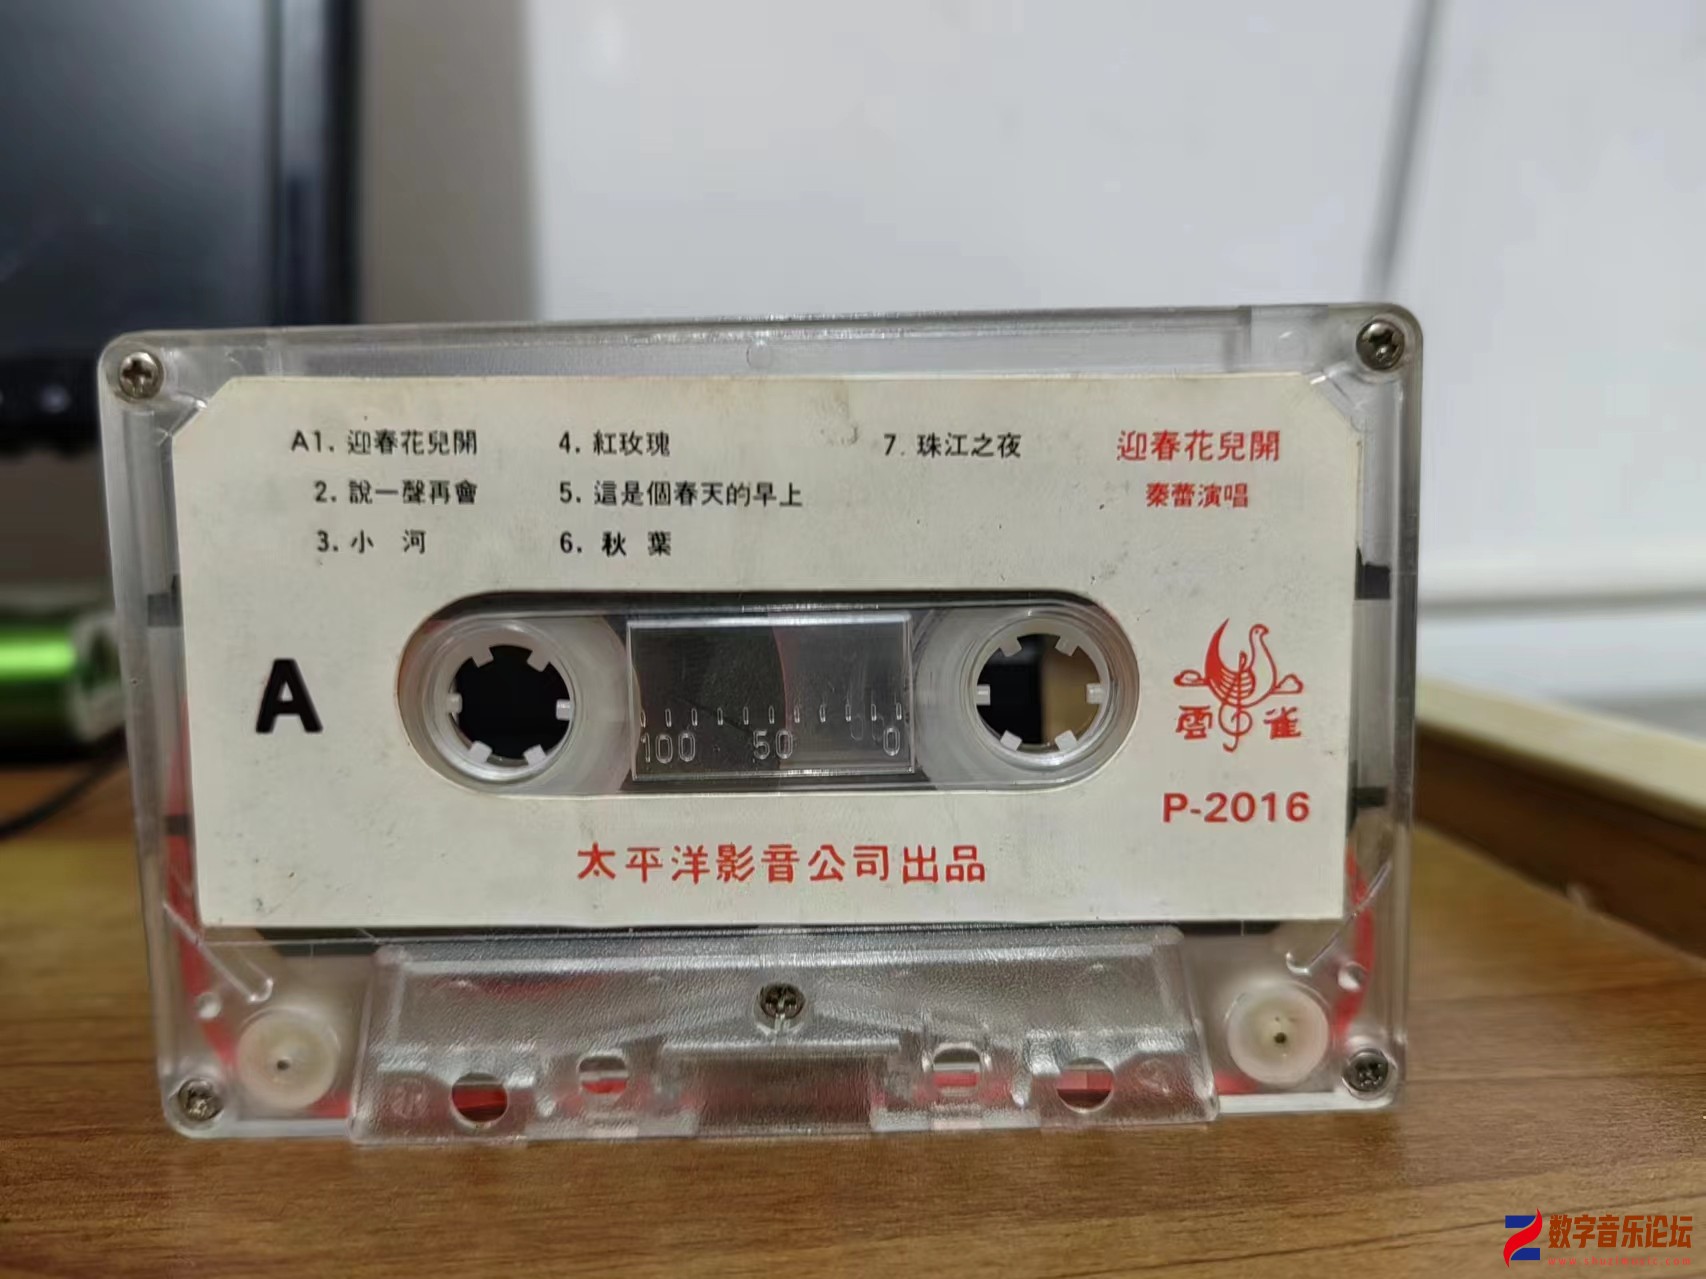 A1. 迎春花兒開
2. 說一聲再會
3. 小 河
4. 紅玫瑰
5. 這是個春天的早上
6. 秋 葉
7. 珠江之夜
迎春花兒開
秦蕾演唱
A
100 50 0
雲雀
P-2016
太平洋影音公司出品
数字音乐论坛